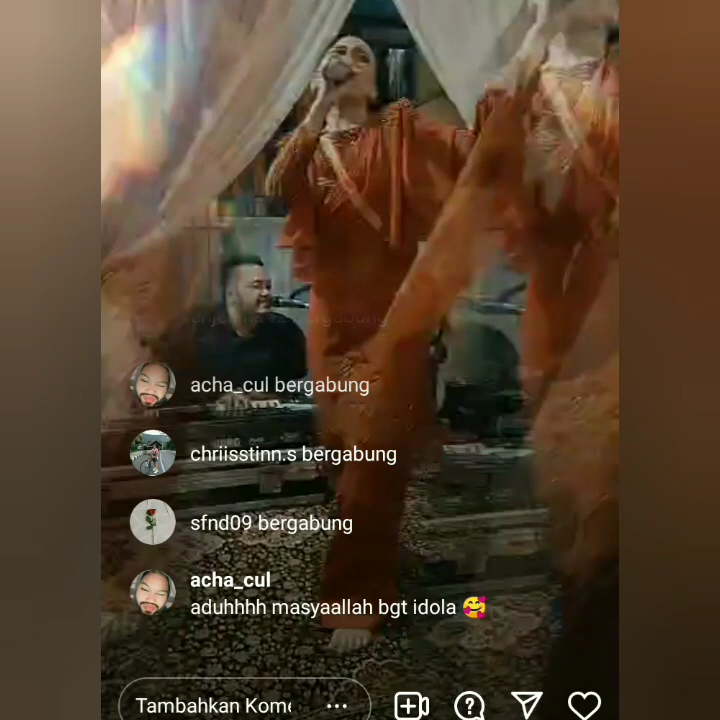 acha_cul bergabung
chriisstinn.s bergabung
sfnd09 bergabung
acha_cul
aduhhhh masyaallah bgt idola 🥰
Tambahkan Kome